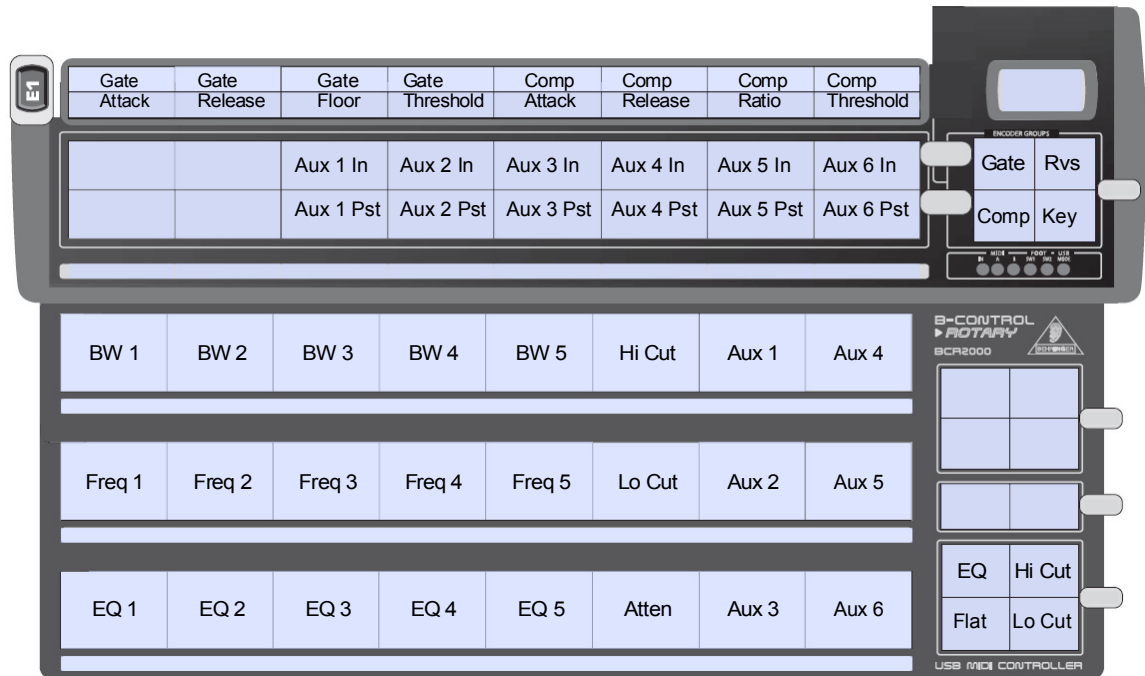 E1
Gate Gate Gate Gate Comp Comp Comp Comp
Attack Release Floor Threshold Attack Release Ratio Threshold
ENCODER GROUPS
Aux 1 In Aux 2 In Aux 3 In Aux 4 In Aux 5 In Aux 6 In Gate Rvs
Aux 1 Pst Aux 2 Pst Aux 3 Pst Aux 4 Pst Aux 5 Pst Aux 6 Pst Comp Key
MIDI FOOT USB
IN A B SW1 SW2 MODE
B-CONTROL
ROTARY
BCR2000 BEHRINGER
BW 1 BW 2 BW 3 BW 4 BW 5 Hi Cut Aux 1 Aux 4
Freq 1 Freq 2 Freq 3 Freq 4 Freq 5 Lo Cut Aux 2 Aux 5
EQ Hi Cut
EQ 1 EQ 2 EQ 3 EQ 4 EQ 5 Atten Aux 3 Aux 6
Flat Lo Cut
USB MIDI CONTROLLER